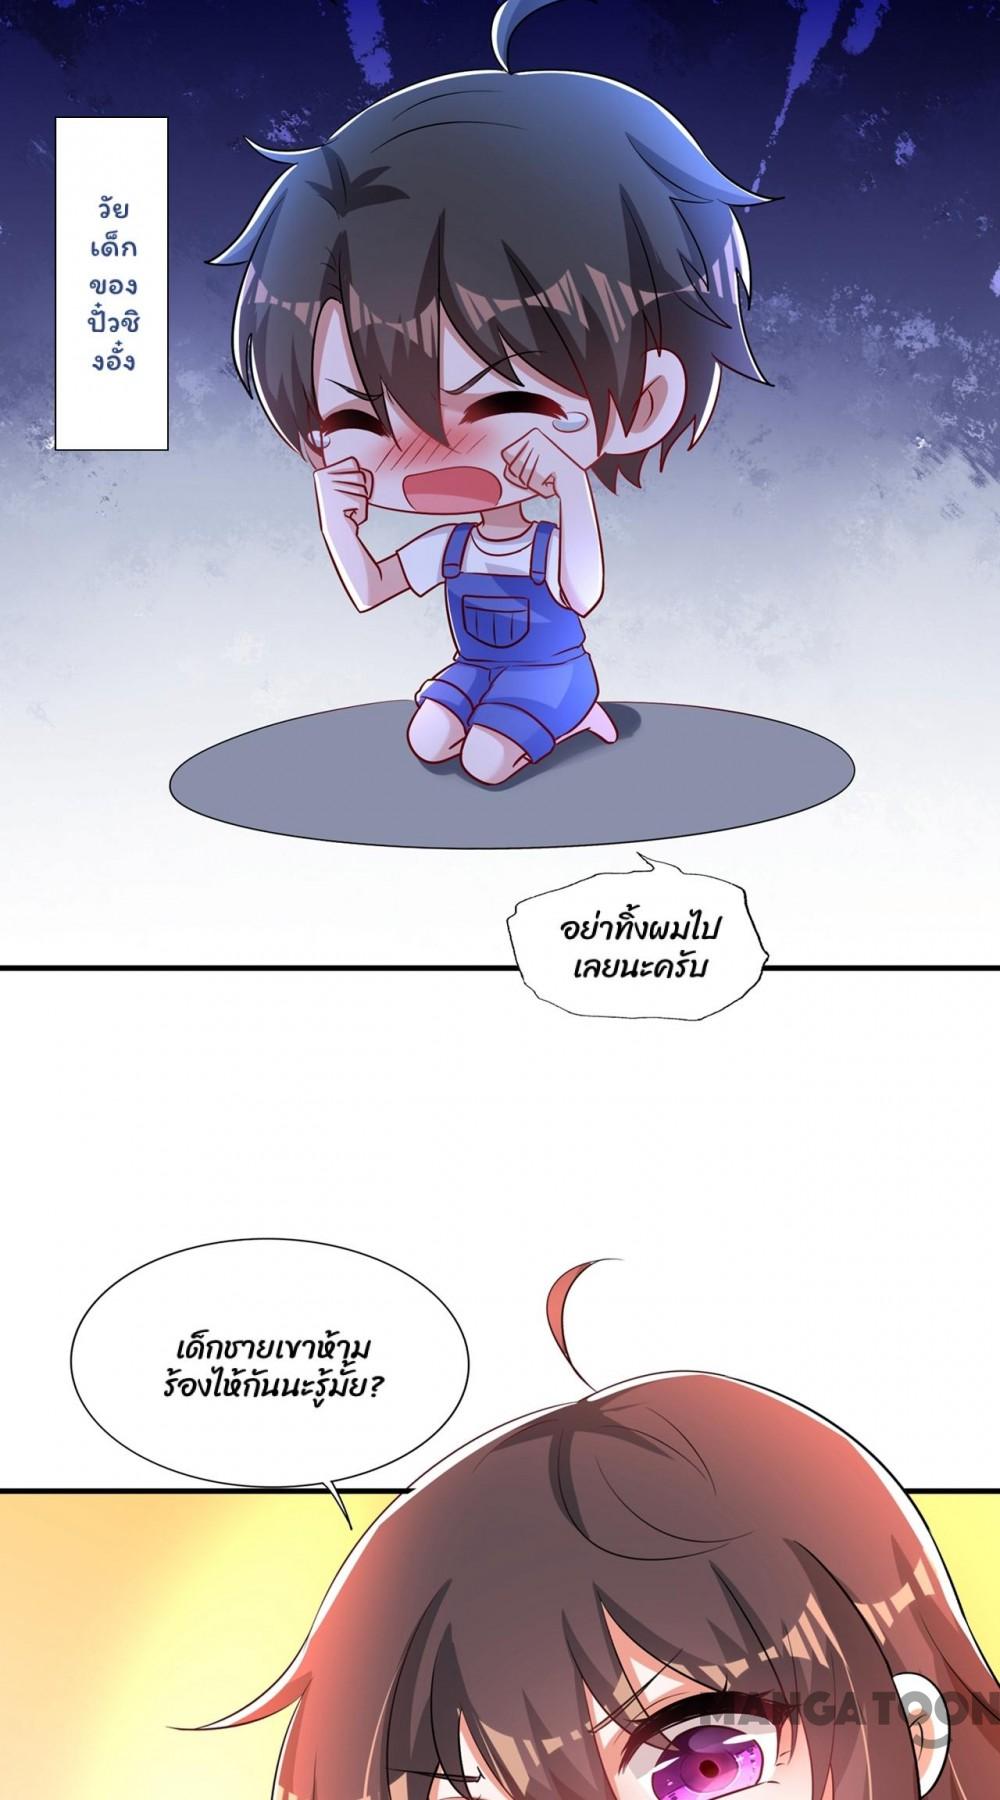 วัย
เด็ก
ของ
ปั๋วชิ
งอั๋ง
อย่าทิ้งผมไป
เลยนะครับ
เด็กชายเขาห้าม
ร้องไห้กันนะรู้มั้ย?
MANGATOON